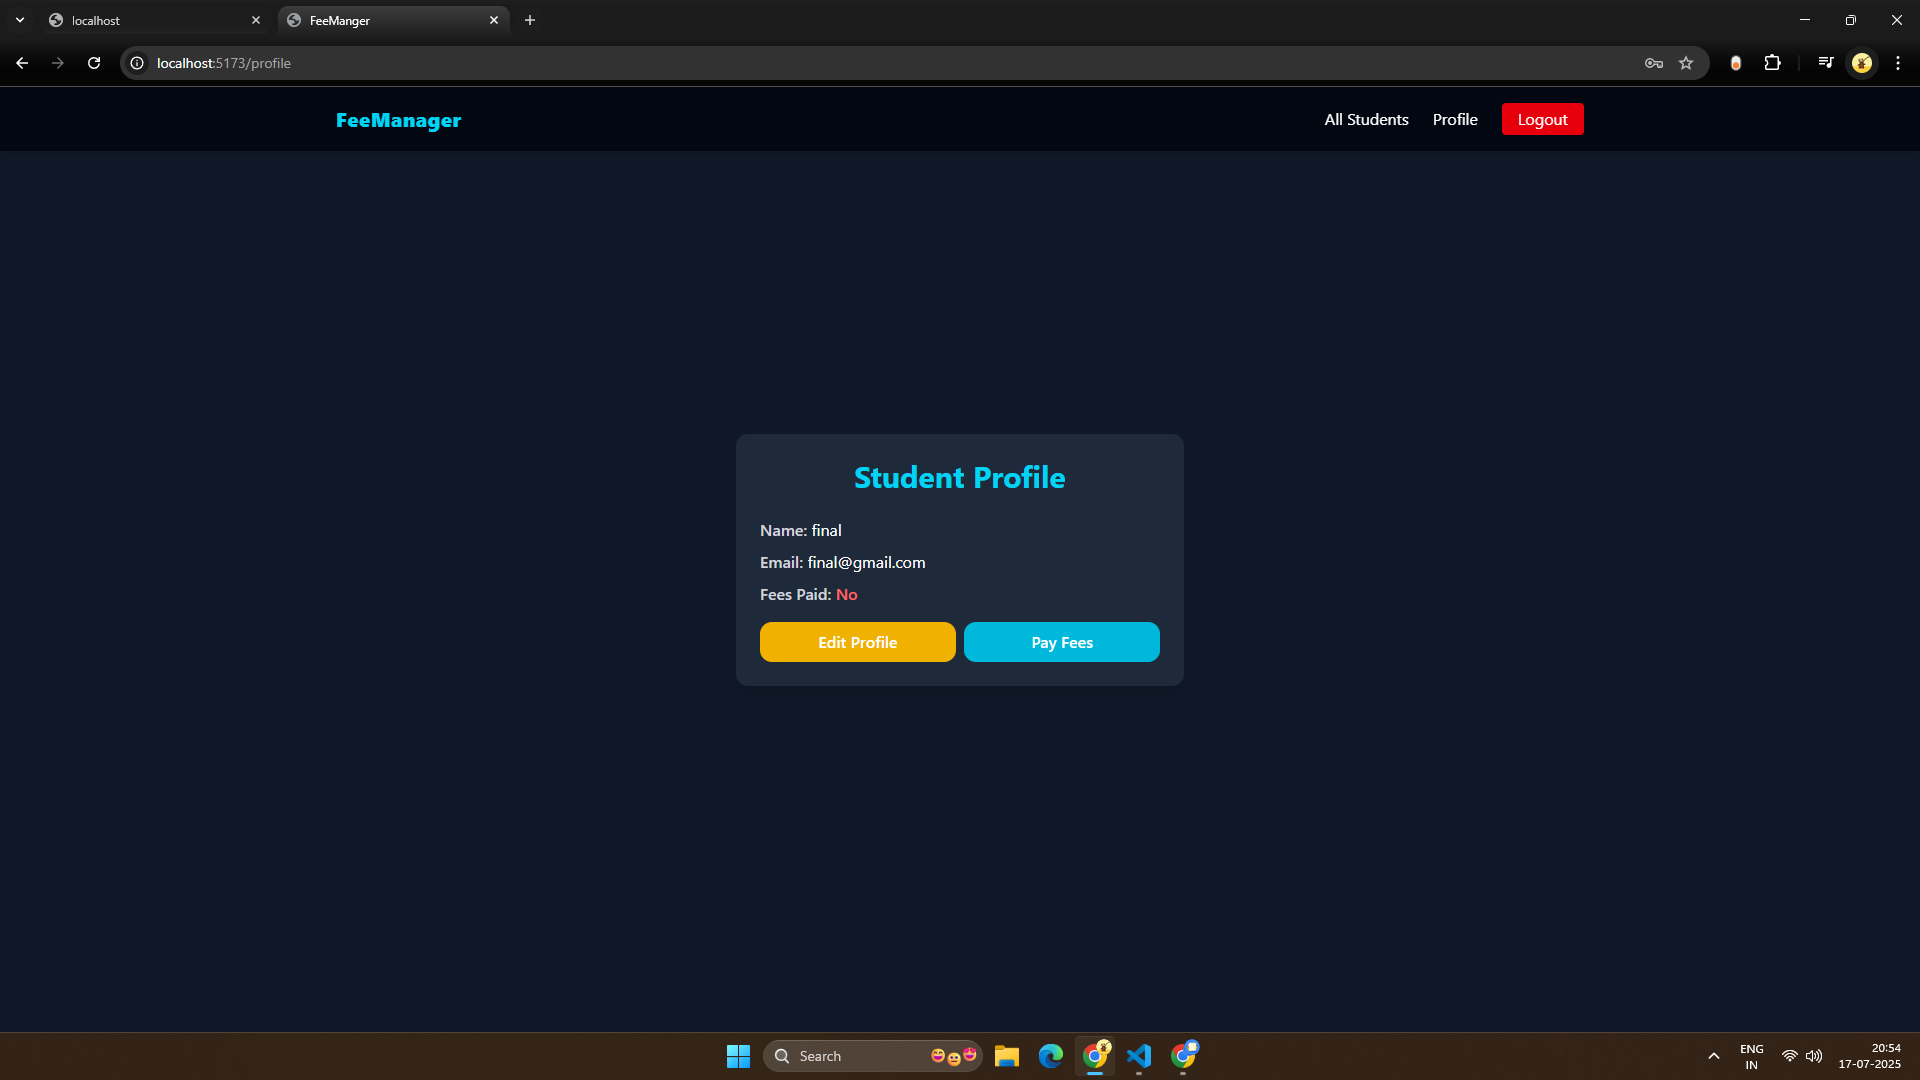 localhost
FeeManger
localhost:5173/profile
FeeManager
All Students
Profile
Logout
Student Profile
Name: final
Email: final@gmail.com
Fees Paid: No
Edit Profile
Pay Fees
Search
ENG
IN
20:54
17-07-2025